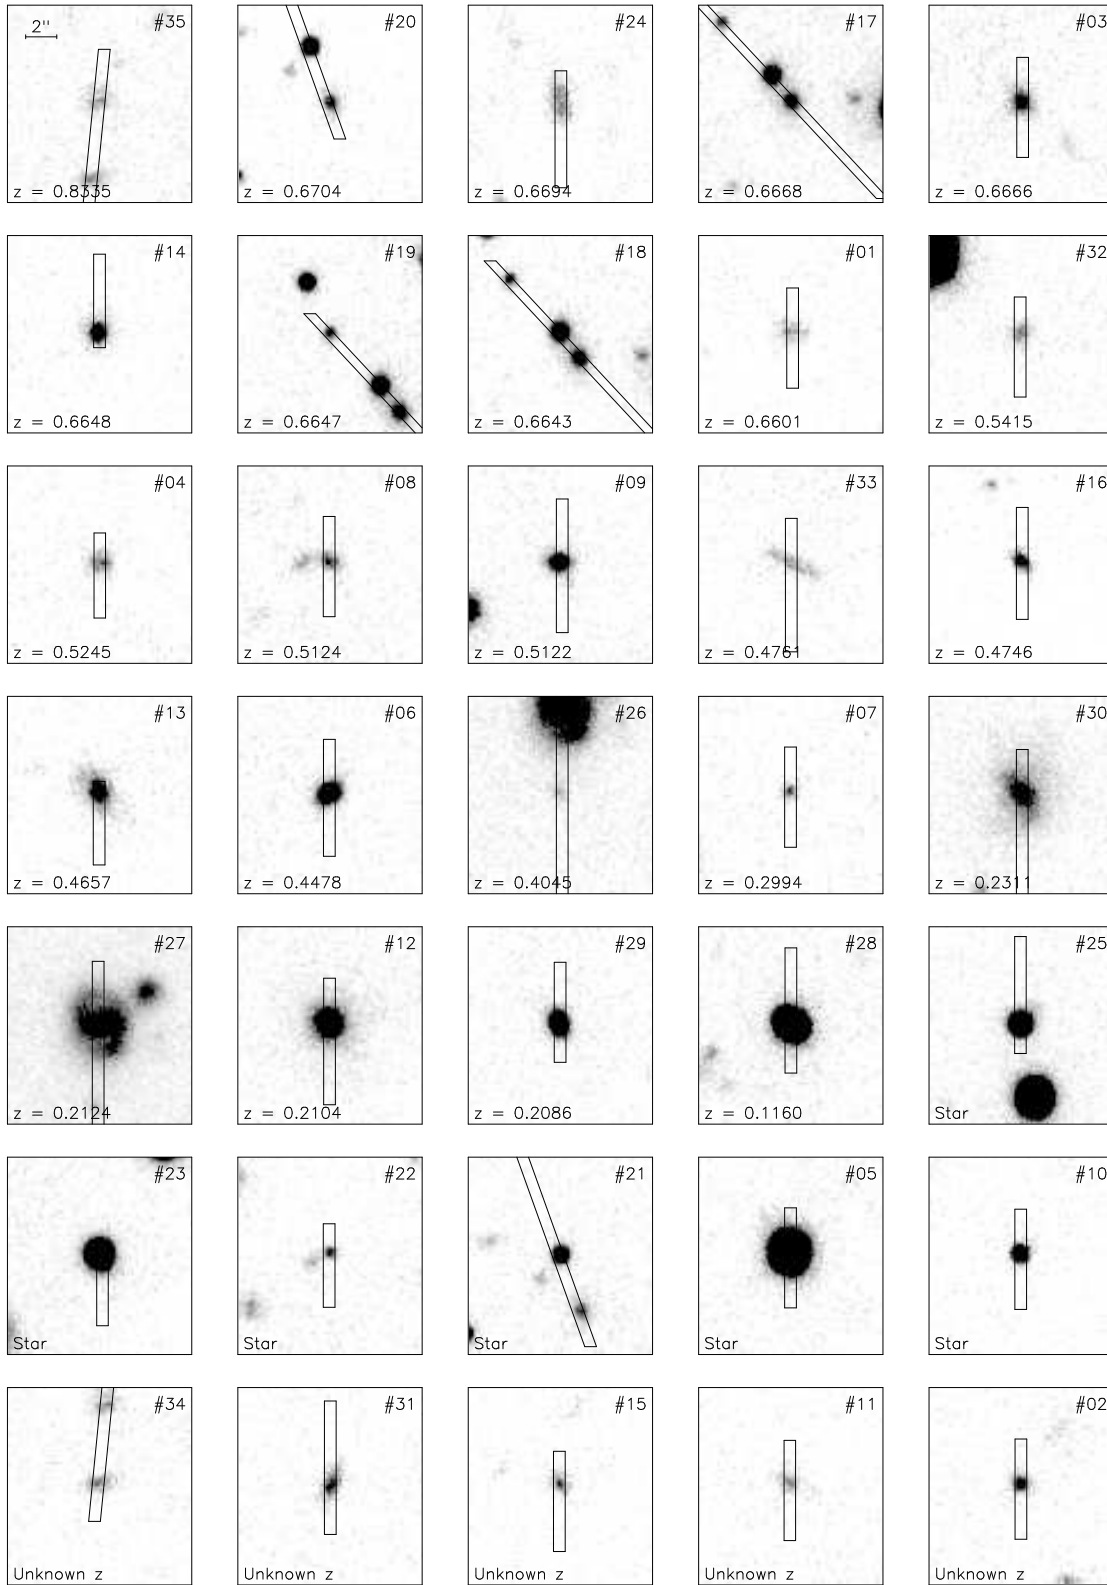 2" #35
z = 0.8335
#20
z = 0.6704
#24
z = 0.6694
#17
z = 0.6668
#03
z = 0.6666
#14
z = 0.6648
#19
z = 0.6647
#18
z = 0.6643
#01
z = 0.6601
#32
z = 0.5415
#04
z = 0.5245
#08
z = 0.5124
#09
z = 0.5122
#33
z = 0.4761
#16
z = 0.4746
#13
z = 0.4657
#06
z = 0.4478
#26
z = 0.4045
#07
z = 0.2994
#30
z = 0.2311
#27
z = 0.2124
#12
z = 0.2104
#29
z = 0.2086
#28
z = 0.1160
#25
Star
#23
Star
#22
Star
#21
Star
#05
Star
#10
Star
#34
Unknown z
#31
Unknown z
#15
Unknown z
#11
Unknown z
#02
Unknown z